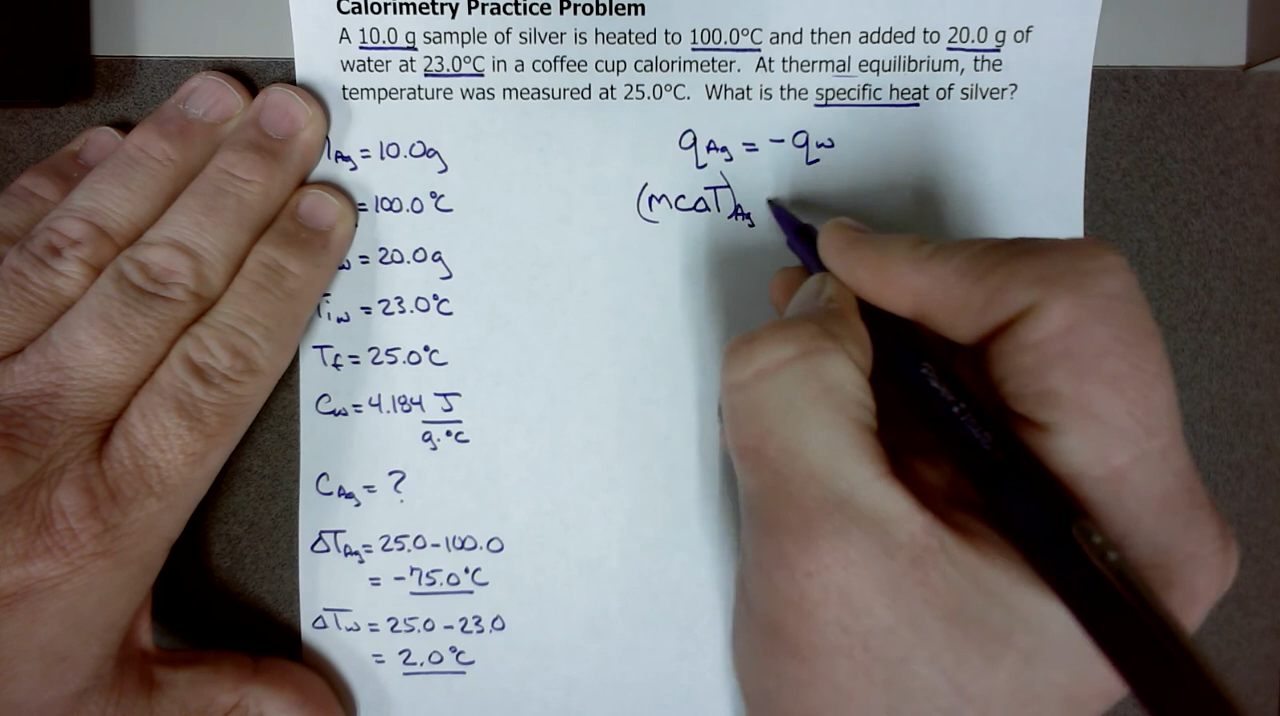 Calorimetry Practice Problem
A 10.0 g sample of silver is heated to 100.0°C and then added to 20.0 g of
water at 23.0°C in a coffee cup calorimeter. At thermal equilibrium, the
temperature was measured at 25.0°C. What is the specific heat of silver?
Ag = 10.0g
= 100.0°C
w = 20.0g
Tiw = 23.0°C
Tf = 25.0°C
Cw = 4.184 J
g·°C
CAg = ?
ΔTAg = 25.0 - 100.0
= -75.0°C
ΔTw = 25.0 - 23.0
= 2.0°C
qAg = -qw
(mcΔT)Ag